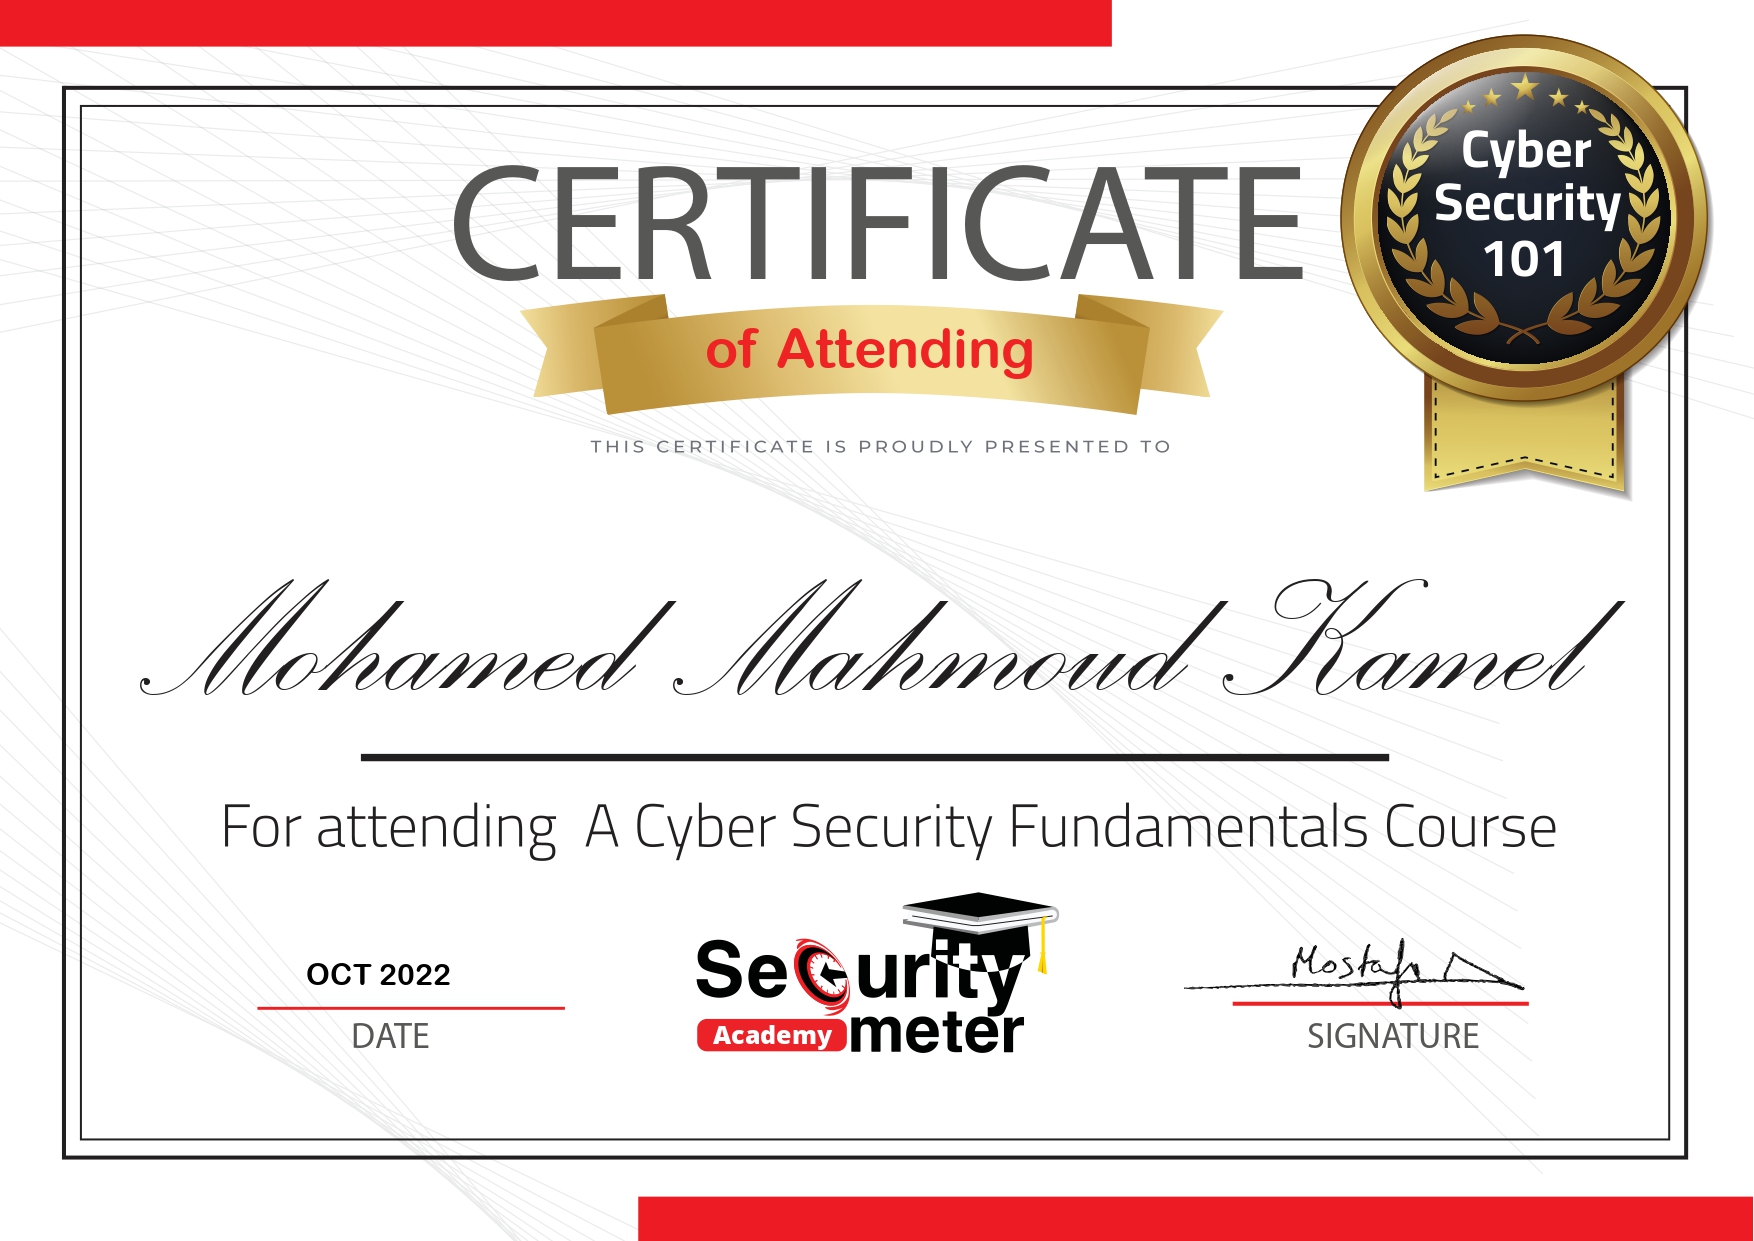 CERTIFICATE
of Attending
Cyber
Security
101
THIS CERTIFICATE IS PROUDLY PRESENTED TO
Mohamed Mahmoud Kamel
For attending A Cyber Security Fundamentals Course
OCT 2022
DATE
Security
Academy meter
Mostafa
SIGNATURE